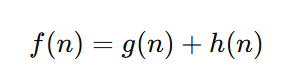 f(n) = g(n) + h(n)